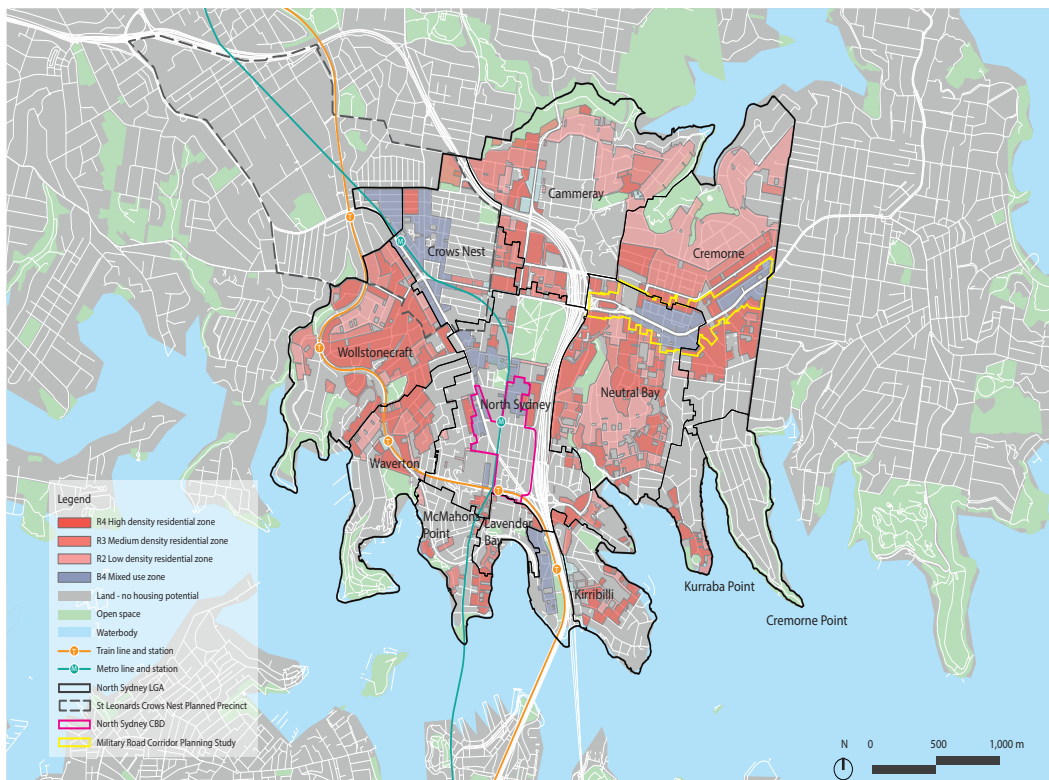 Cammeray
Crows Nest
Cremorne
M
T
Wollstonecraft
T
North Sydney
Neutral Bay
M
Waverton
T
T
McMahons
Point
Lavender
Bay
T
Kirribilli
Kurraba Point
Cremorne Point
Legend
R4 High density residential zone
R3 Medium density residential zone
R2 Low density residential zone
B4 Mixed use zone
Land - no housing potential
Open space
Waterbody
T Train line and station
M Metro line and station
North Sydney LGA
St Leonards Crows Nest Planned Precinct
North Sydney CBD
Military Road Corridor Planning Study
N 0 500 1,000 m